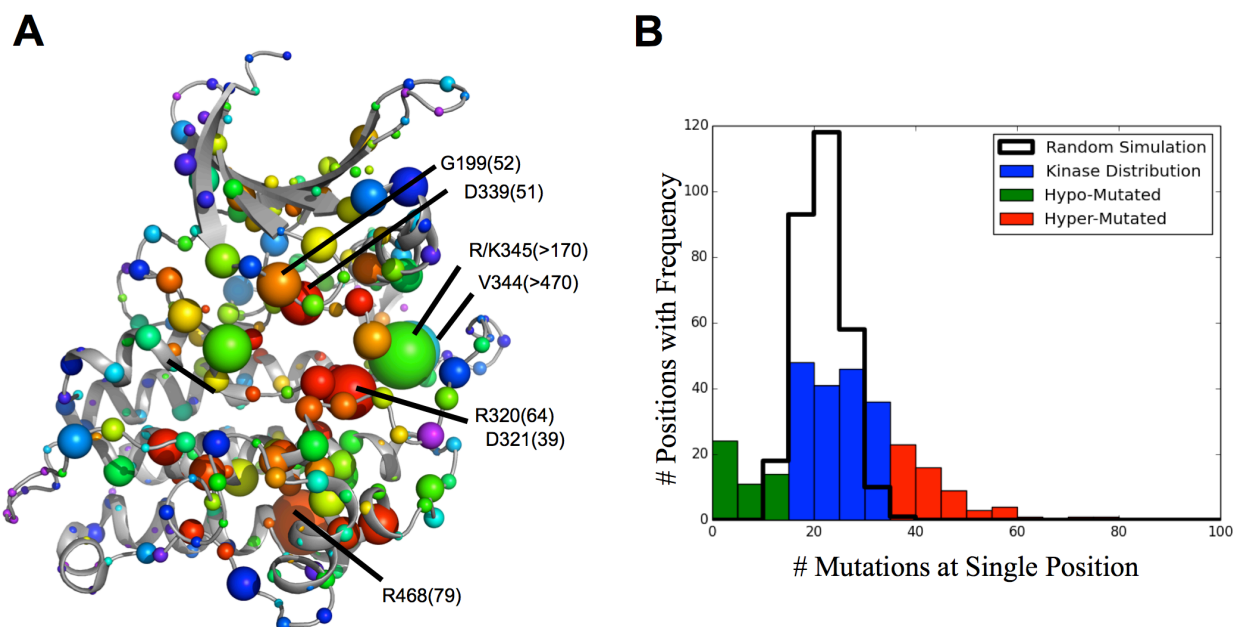 A
G199(52)
D339(51)
R/K345(>170)
V344(>470)
R320(64)
D321(39)
R468(79)
B
# Positions with Frequency
120
100
80
60
40
20
0
Random Simulation
Kinase Distribution
Hypo-Mutated
Hyper-Mutated
0 20 40 60 80 100
# Mutations at Single Position